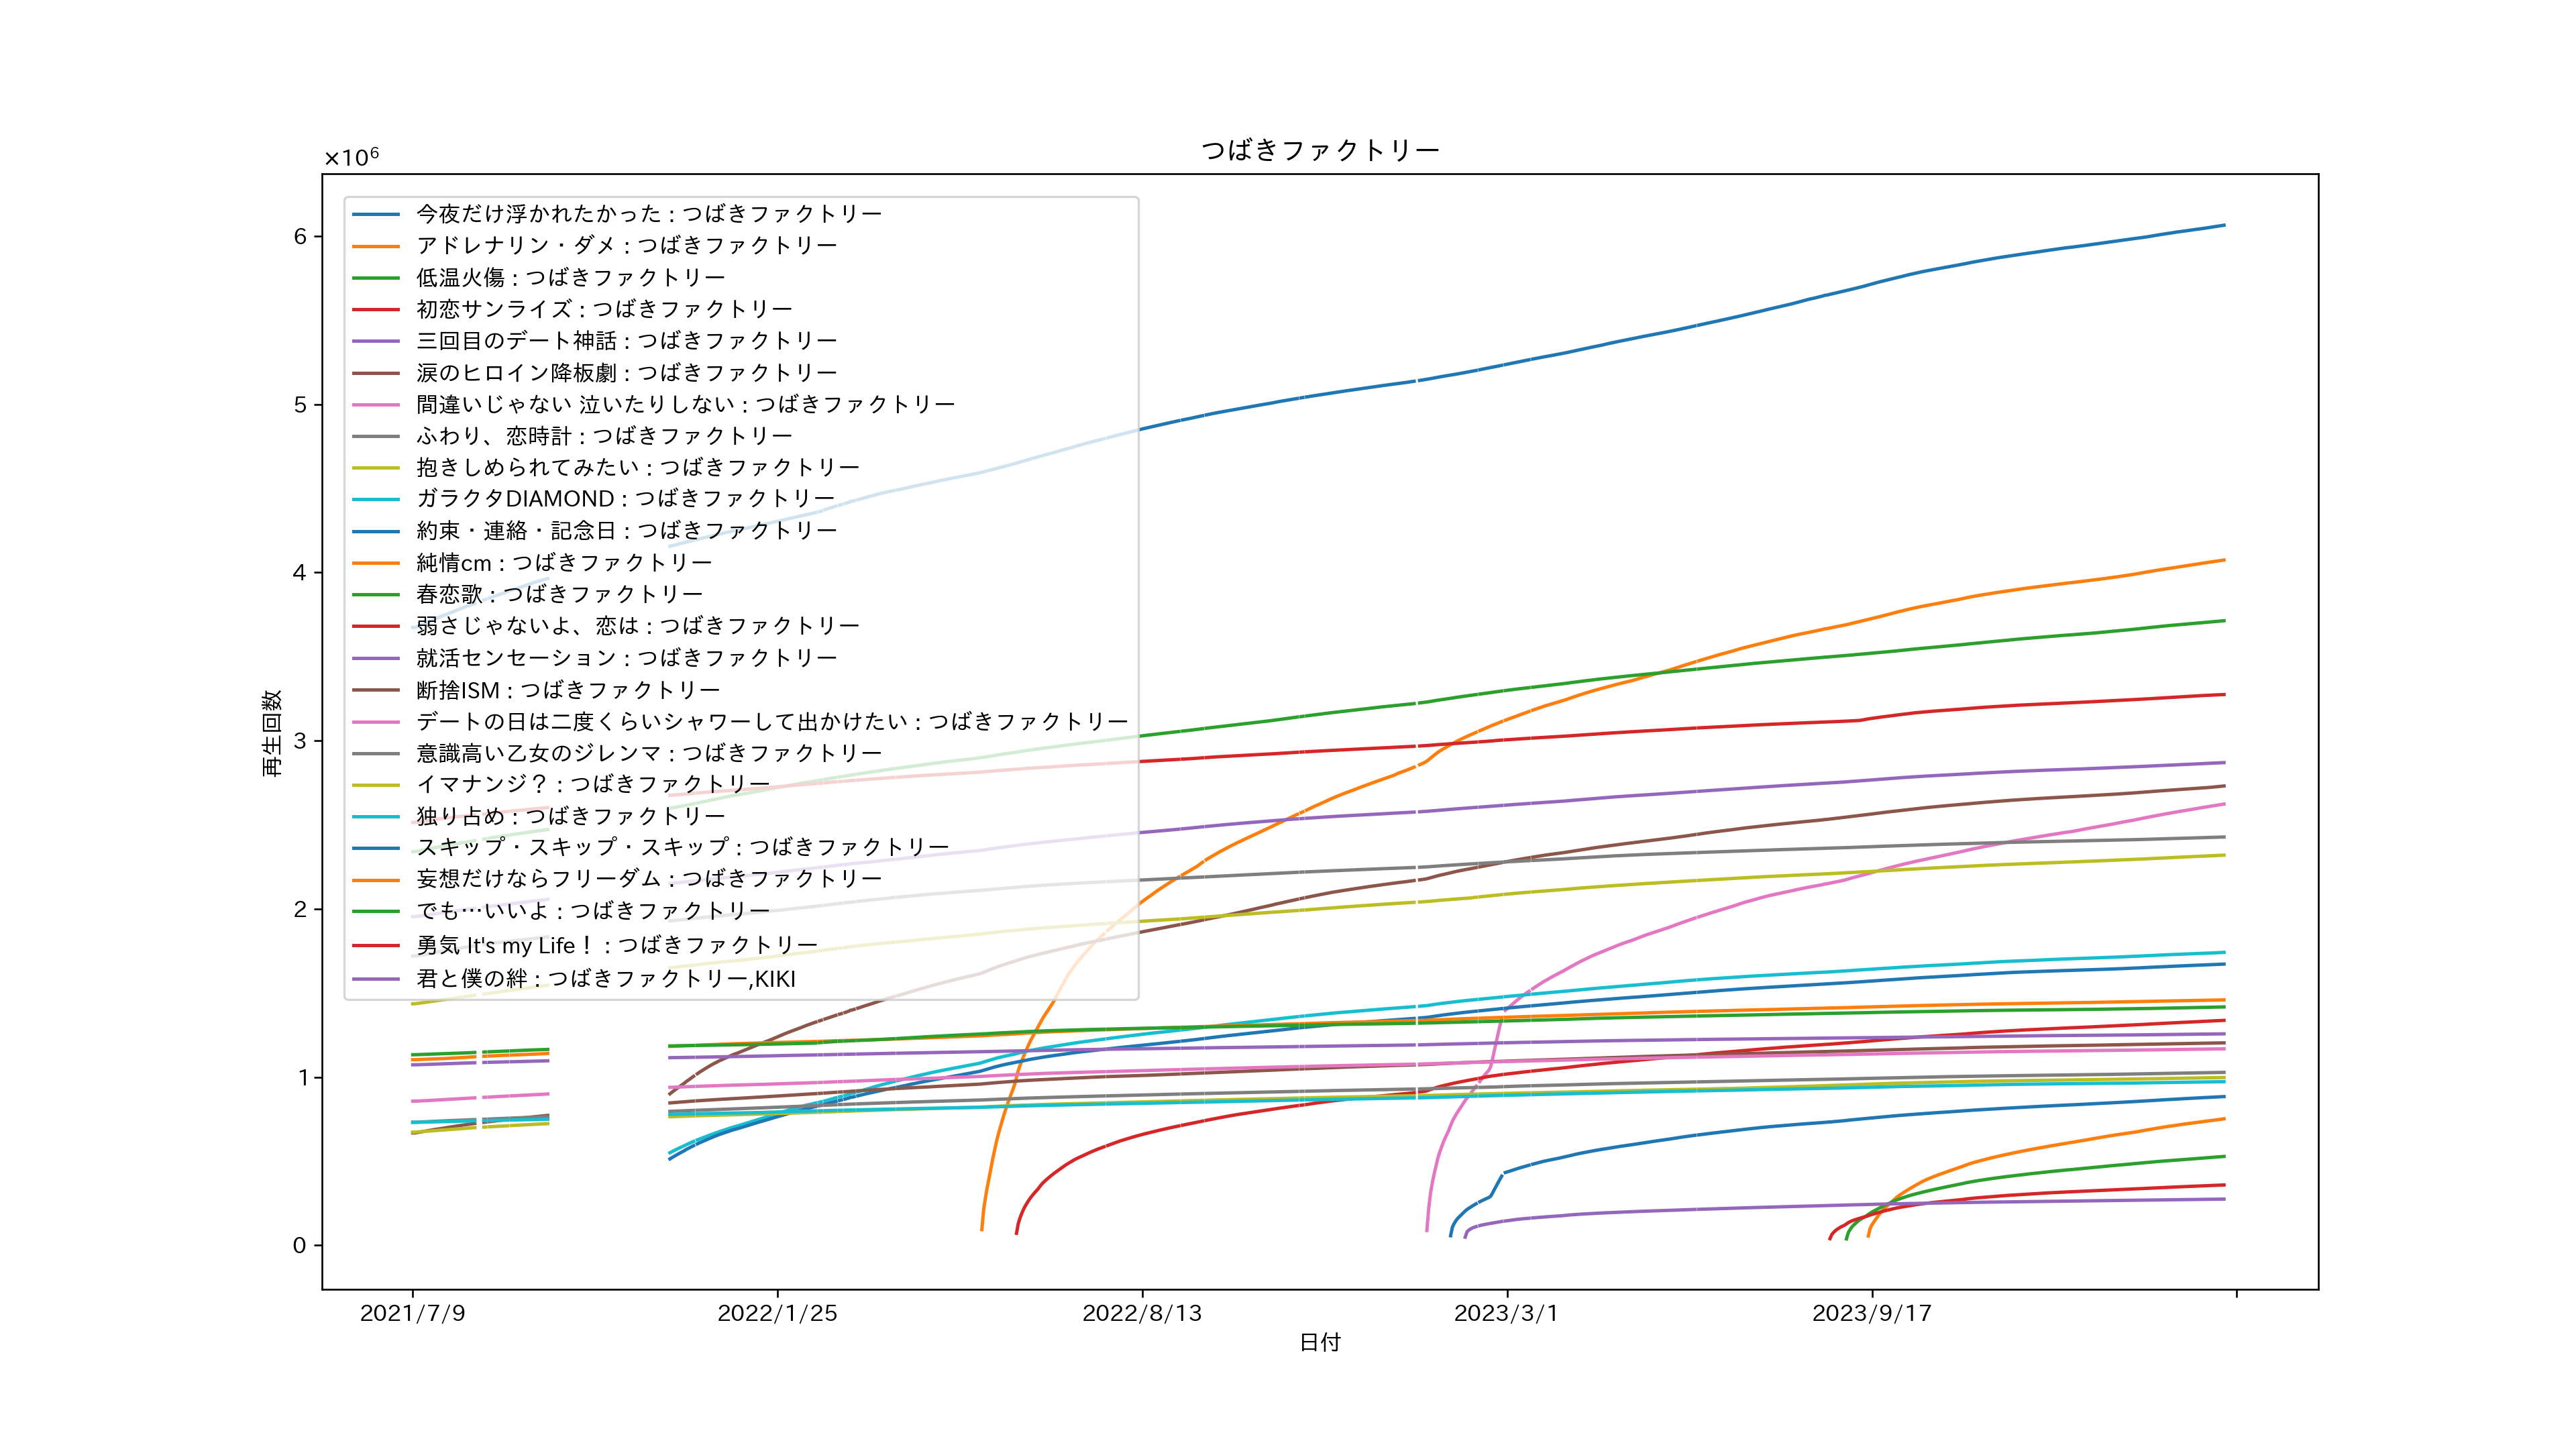 つばきファクトリー
×10⁶
今夜だけ浮かれたかった : つばきファクトリー
アドレナリン・ダメ : つばきファクトリー
低温火傷 : つばきファクトリー
初恋サンライズ : つばきファクトリー
三回目のデート神話 : つばきファクトリー
涙のヒロイン降板劇 : つばきファクトリー
間違いじゃない 泣いたりしない : つばきファクトリー
ふわり、恋時計 : つばきファクトリー
抱きしめられてみたい : つばきファクトリー
ガラクタDIAMOND : つばきファクトリー
約束・連絡・記念日 : つばきファクトリー
純情cm : つばきファクトリー
春恋歌 : つばきファクトリー
弱さじゃないよ、恋は : つばきファクトリー
就活センセーション : つばきファクトリー
断捨ISM : つばきファクトリー
デートの日は二度くらいシャワーして出かけたい : つばきファクトリー
意識高い乙女のジレンマ : つばきファクトリー
イマナンジ？ : つばきファクトリー
独り占め : つばきファクトリー
スキップ・スキップ・スキップ : つばきファクトリー
妄想だけならフリーダム : つばきファクトリー
でも…いいよ : つばきファクトリー
勇気 It's my Life！ : つばきファクトリー
君と僕の絆 : つばきファクトリー,KIKI
6
5
4
3
2
1
0
再生回数
2021/7/9
2022/1/25
2022/8/13
2023/3/1
2023/9/17
日付